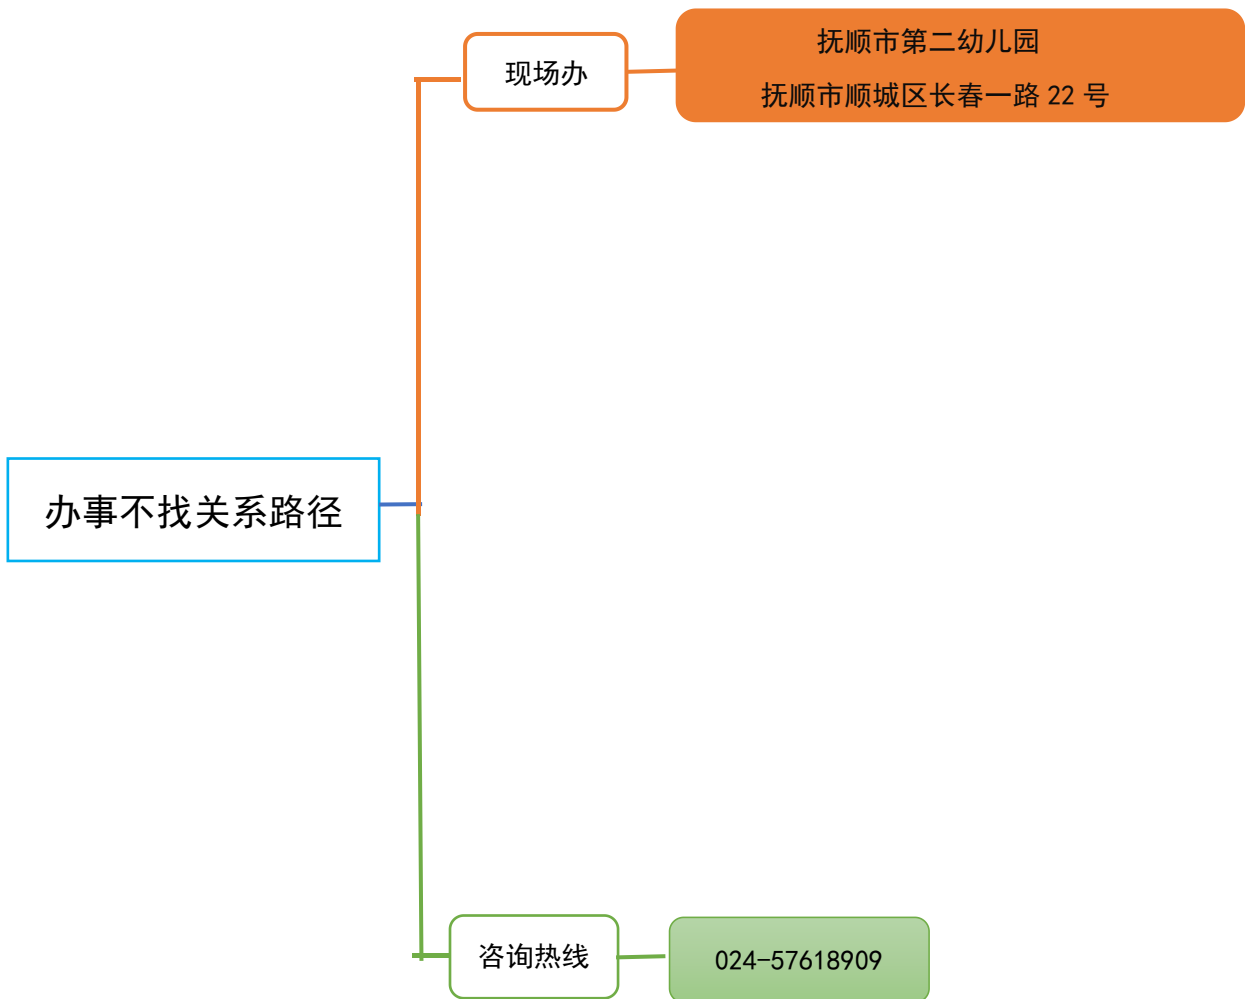 现场办
抚顺市第二幼儿园
抚顺市顺城区长春一路 22 号
办事不找关系路径
咨询热线
024-57618909